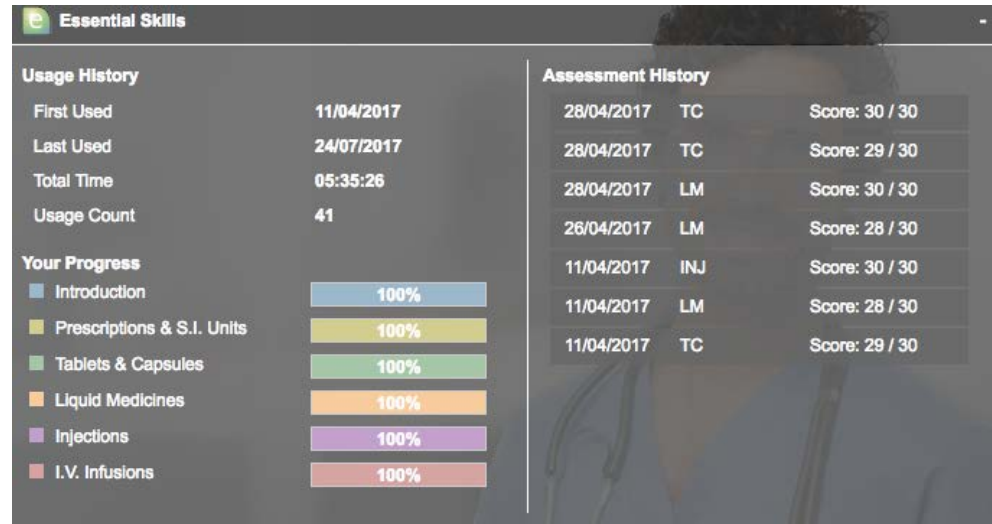 e Essential Skills -
Usage History
First Used 11/04/2017
Last Used 24/07/2017
Total Time 05:35:26
Usage Count 41
Your Progress
Introduction 100%
Prescriptions & S.I. Units 100%
Tablets & Capsules 100%
Liquid Medicines 100%
Injections 100%
I.V. Infusions 100%
Assessment History
28/04/2017 TC Score: 30 / 30
28/04/2017 TC Score: 29 / 30
28/04/2017 LM Score: 30 / 30
26/04/2017 LM Score: 28 / 30
11/04/2017 INJ Score: 30 / 30
11/04/2017 LM Score: 28 / 30
11/04/2017 TC Score: 29 / 30